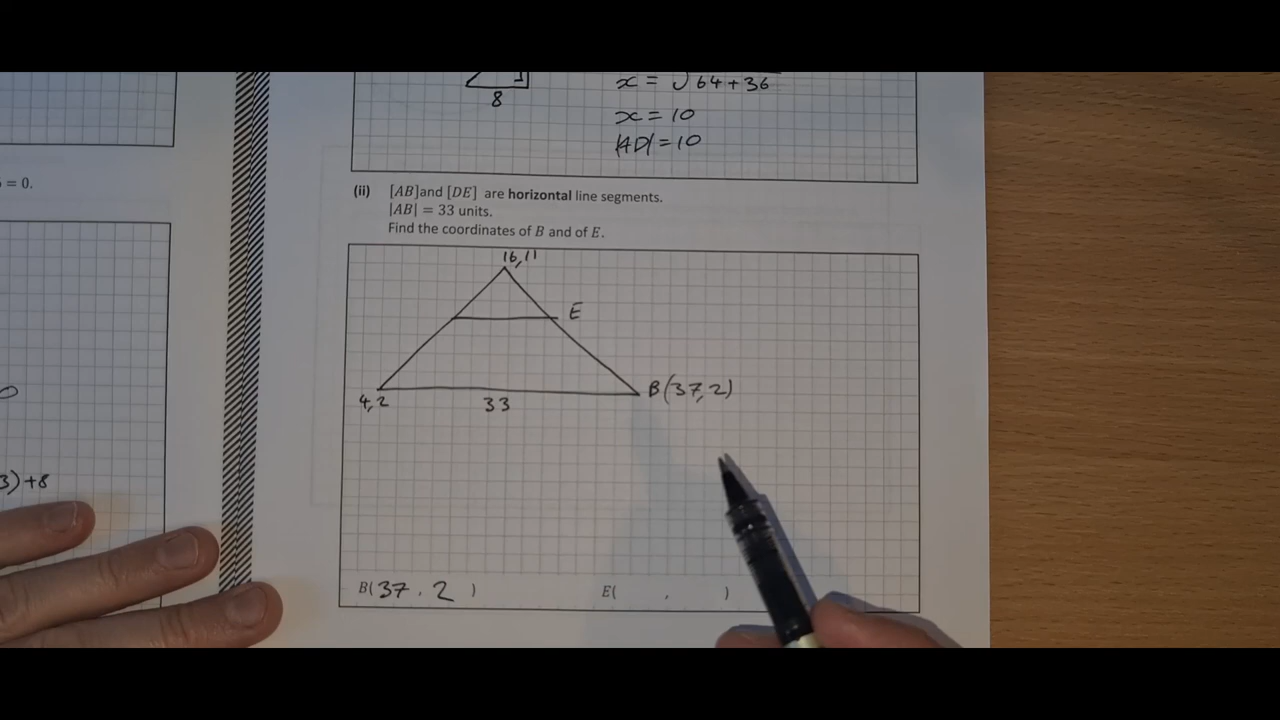 8
x = √64+36
x = 10
|AD| = 10
= 0.
(ii) [AB]and [DE] are horizontal line segments.
|AB| = 33 units.
Find the coordinates of B and of E.
16,11
E
B(37,2)
4,2
33
3)+8
B( 37 . 2 )
E( , )